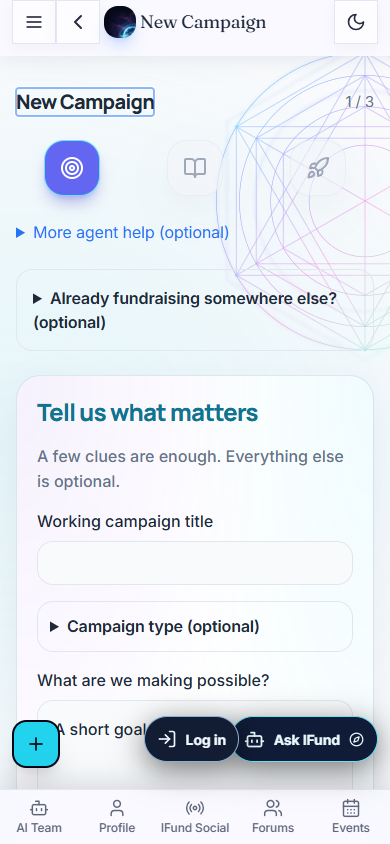 New Campaign
New Campaign
1 / 3
More agent help (optional)
Already fundraising somewhere else?
(optional)
Tell us what matters
A few clues are enough. Everything else
is optional.
Working campaign title
Campaign type (optional)
What are we making possible?
A short goal
Log in
Ask IFund
AI Team
Profile
IFund Social
Forums
Events